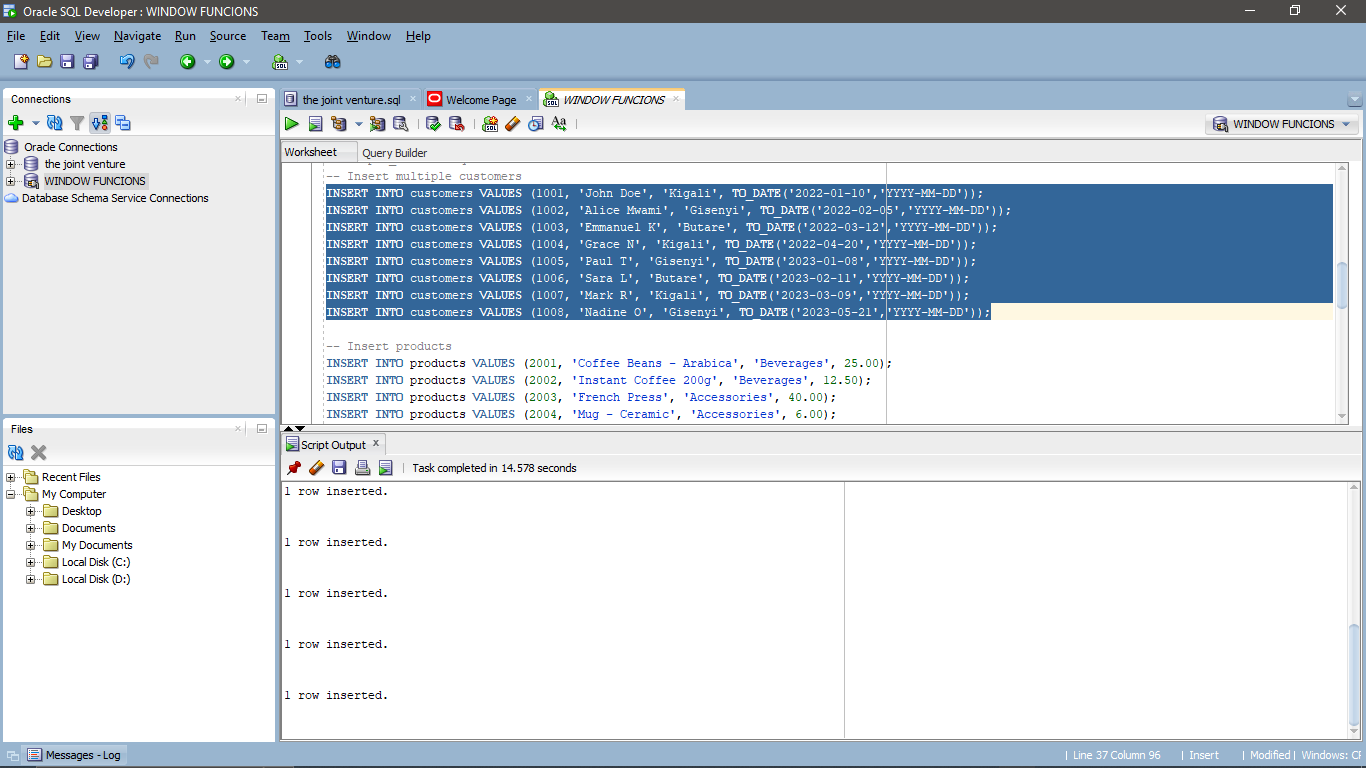 Oracle SQL Developer : WINDOW FUNCIONS
File Edit View Navigate Run Source Team Tools Window Help
Connections
Oracle Connections
the joint venture
WINDOW FUNCIONS
Database Schema Service Connections
Files
Recent Files
My Computer
Desktop
Documents
My Documents
Local Disk (C:)
Local Disk (D:)
the joint venture.sql Welcome Page WINDOW FUNCIONS
WINDOW FUNCIONS
Worksheet Query Builder
-- Insert multiple customers
INSERT INTO customers VALUES (1001, 'John Doe', 'Kigali', TO_DATE('2022-01-10','YYYY-MM-DD'));
INSERT INTO customers VALUES (1002, 'Alice Mwami', 'Gisenyi', TO_DATE('2022-02-05','YYYY-MM-DD'));
INSERT INTO customers VALUES (1003, 'Emmanuel K', 'Butare', TO_DATE('2022-03-12','YYYY-MM-DD'));
INSERT INTO customers VALUES (1004, 'Grace N', 'Kigali', TO_DATE('2022-04-20','YYYY-MM-DD'));
INSERT INTO customers VALUES (1005, 'Paul T', 'Gisenyi', TO_DATE('2023-01-08','YYYY-MM-DD'));
INSERT INTO customers VALUES (1006, 'Sara L', 'Butare', TO_DATE('2023-02-11','YYYY-MM-DD'));
INSERT INTO customers VALUES (1007, 'Mark R', 'Kigali', TO_DATE('2023-03-09','YYYY-MM-DD'));
INSERT INTO customers VALUES (1008, 'Nadine O', 'Gisenyi', TO_DATE('2023-05-21','YYYY-MM-DD'));
-- Insert products
INSERT INTO products VALUES (2001, 'Coffee Beans - Arabica', 'Beverages', 25.00);
INSERT INTO products VALUES (2002, 'Instant Coffee 200g', 'Beverages', 12.50);
INSERT INTO products VALUES (2003, 'French Press', 'Accessories', 40.00);
INSERT INTO products VALUES (2004, 'Mug - Ceramic', 'Accessories', 6.00);
Script Output
Task completed in 14.578 seconds
1 row inserted.
1 row inserted.
1 row inserted.
1 row inserted.
1 row inserted.
Messages - Log
Line 37 Column 96 | Insert | Modified | Windows: CF